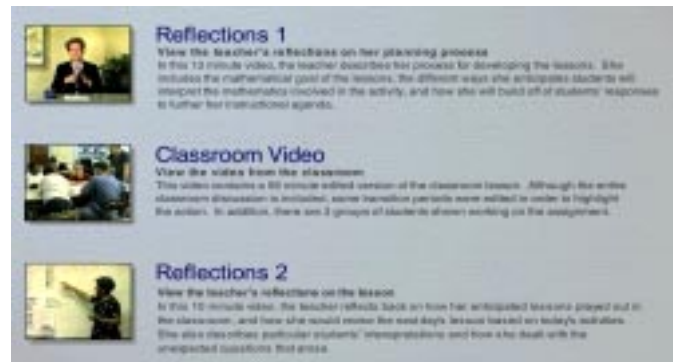 Reflections 1
View the teacher's reflections on her planning process
In this 13 minute video, the teacher describes her process for developing the lessons. She
includes the mathematical goal of the lessons, the different ways she anticipates students will
interpret the mathematics involved in the activity, and how she will build off of students' responses
to further her instructional agenda.
Classroom Video
View the video from the classroom
This video contains a minute edited version of the classroom lesson. Although the entire
classroom discussion is included, some transition periods were edited in order to highlight
the action. In addition, there are 3 groups of students shown working on the assignment.
Reflections 2
View the teacher's reflections on the lesson
In this 10 minute video, the teacher reflects back on how her anticipated lessons played out in
the classroom, and how she would the next day's lesson based on today's activities.
She also describes particular students' interpretations and how she dealt with the
unexpected questions that arose.